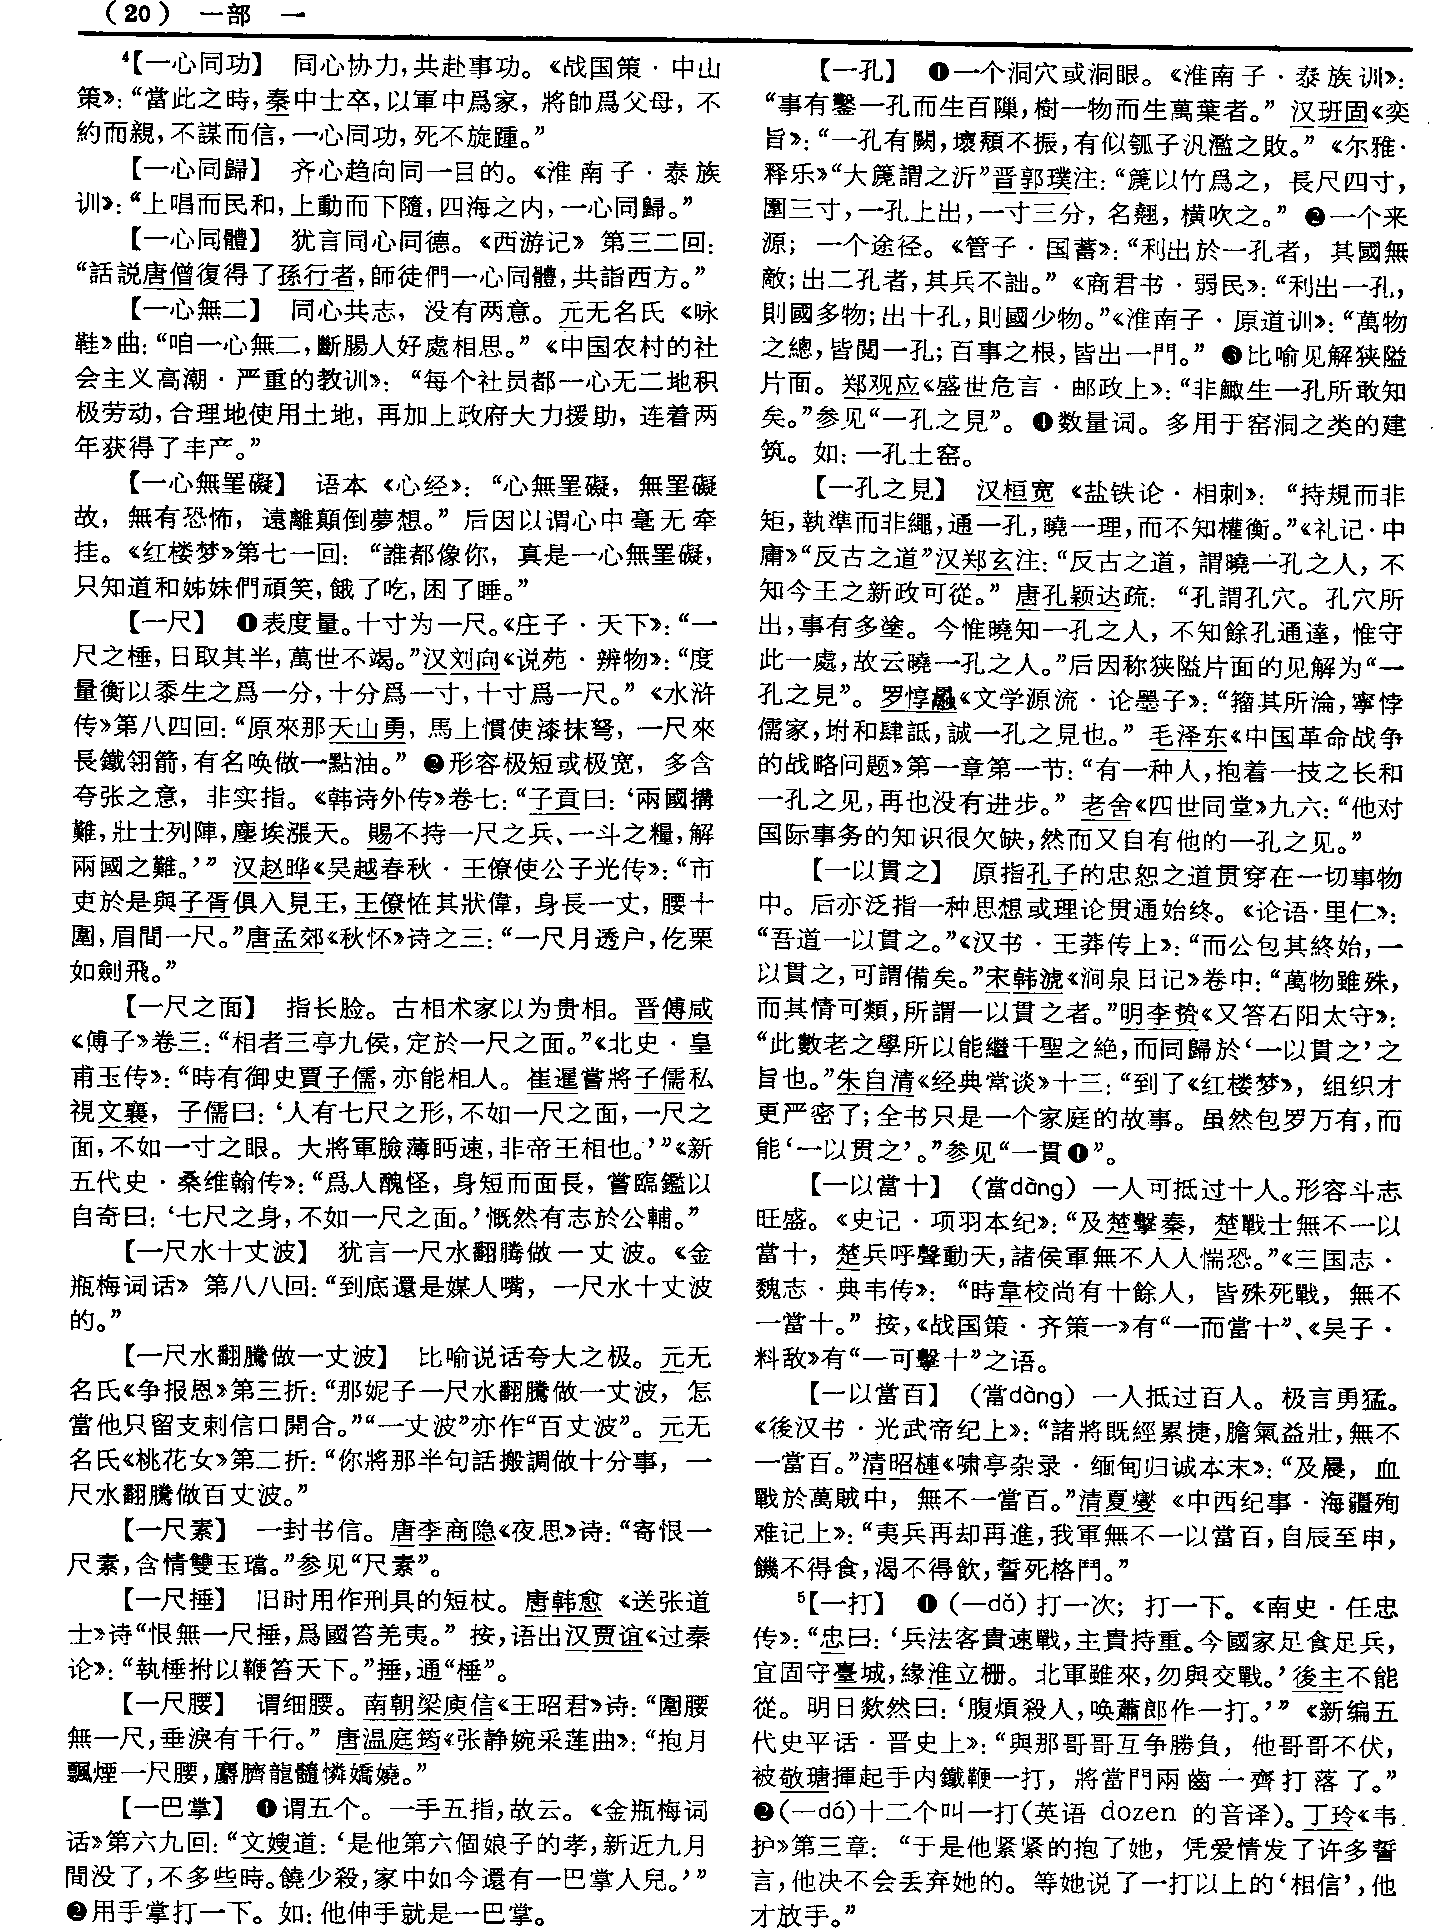 （20） 一部 一
⁴【一心同功】 同心协力，共赴事功。《战国策·中山
策》：“當此之時，秦中士卒，以軍中爲家，將帥爲父母，不
約而親，不謀而信，一心同功，死不旋踵。”
【一心同歸】 齐心趋向同一目的。《淮南子·泰族
训》：“上唱而民和，上動而下隨，四海之内，一心同歸。”
【一心同體】 犹言同心同德。《西游记》第三二回：
“話説唐僧復得了孫行者，師徒們一心同體，共詣西方。”
【一心無二】 同心共志，没有两意。元无名氏《咏
鞋》曲：“咱一心無二，斷腸人好處相思。”《中国农村的社
会主义高潮·严重的教训》：“每个社员都一心无二地积
极劳动，合理地使用土地，再加上政府大力援助，连着两
年获得了丰产。”
【一心無罣礙】 语本《心经》：“心無罣礙，無罣礙
故，無有恐怖，遠離顛倒夢想。”后因以谓心中毫无牵
挂。《红楼梦》第七一回：“誰都像你，真是一心無罣礙，
只知道和姊妹們頑笑，餓了吃，困了睡。”
【一尺】 ❶表度量。十寸为一尺。《庄子·天下》：“一
尺之棰，日取其半，萬世不竭。”汉刘向《说苑·辨物》：“度
量衡以黍生之爲一分，十分爲一寸，十寸爲一尺。”《水浒
传》第八四回：“原來那天山勇，馬上慣使漆抹弩，一尺來
長鐵翎箭，有名唤做一點油。”❷形容极短或极宽，多含
夸张之意，非实指。《韩诗外传》卷七：“子貢曰：‘兩國搆
難，壯士列陣，塵埃漲天。賜不持一尺之兵、一斗之糧，解
兩國之難。’”汉赵晔《吴越春秋·王僚使公子光传》：“市
吏於是與子胥俱入見王，王僚恠其狀偉，身長一丈，腰十
圍，眉間一尺。”唐孟郊《秋怀》诗之三：“一尺月透户，仡栗
如劍飛。”
【一尺之面】 指长脸。古相术家以为贵相。晋傅咸
《傅子》卷三：“相者三亭九侯，定於一尺之面。”《北史·皇
甫玉传》：“時有御史賈子儒，亦能相人。崔暹嘗將子儒私
視文襄，子儒曰：‘人有七尺之形，不如一尺之面，一尺之
面，不如一寸之眼。大將軍臉薄眄速，非帝王相也。’”《新
五代史·桑维翰传》：“爲人醜怪，身短而面長，嘗臨鑑以
自奇曰：‘七尺之身，不如一尺之面。’慨然有志於公輔。”
【一尺水十丈波】 犹言一尺水翻腾做一丈波。《金
瓶梅词话》第八八回：“到底還是媒人嘴，一尺水十丈波
的。”
【一尺水翻騰做一丈波】 比喻说话夸大之极。元无
名氏《争报恩》第三折：“那妮子一尺水翻騰做一丈波，怎
當他只留支剌信口開合。”“一丈波”亦作“百丈波”。元无
名氏《桃花女》第二折：“你將那半句話搬調做十分事，一
尺水翻騰做百丈波。”
【一尺素】 一封书信。唐李商隐《夜思》诗：“寄恨一
尺素，含情雙玉璫。”参见“尺素”。
【一尺捶】 旧时用作刑具的短杖。唐韩愈《送张道
士》诗“恨無一尺捶，爲國笞羌夷。”按，语出汉贾谊《过秦
论》：“執棰拊以鞭笞天下。”捶，通“棰”。
【一尺腰】 谓细腰。南朝梁庾信《王昭君》诗：“圍腰
無一尺，垂淚有千行。”唐温庭筠《张静婉采莲曲》：“抱月
飄煙一尺腰，麝臍龍髓憐嬌嬈。”
【一巴掌】 ❶谓五个。一手五指，故云。《金瓶梅词
话》第六九回：“文嫂道：‘是他第六個娘子的孝，新近九月
間没了，不多些時。饒少殺，家中如今還有一巴掌人兒。’”
❷用手掌打一下。如：他伸手就是一巴掌。
【一孔】 ❶一个洞穴或洞眼。《淮南子·泰族训》：
“事有鑿一孔而生百隟，樹一物而生萬葉者。”汉班固《奕
旨》：“一孔有闕，壞頽不振，有似瓠子汎濫之敗。”《尔雅·
释乐》“大篪謂之沂”晋郭璞注：“篪以竹爲之，長尺四寸，
圍三寸，一孔上出，一寸三分，名翹，横吹之。”❷一个来
源；一个途径。《管子·国蓄》：“利出於一孔者，其國無
敵；出二孔者，其兵不詘。”《商君书·弱民》：“利出一孔，
則國多物；出十孔，則國少物。”《淮南子·原道训》：“萬物
之總，皆閲一孔；百事之根，皆出一門。”❸比喻见解狭隘
片面。郑观应《盛世危言·邮政上》：“非鯫生一孔所敢知
矣。”参见“一孔之見”。❹数量词。多用于窑洞之类的建
筑。如：一孔土窑。
【一孔之見】 汉桓宽《盐铁论·相刺》：“持規而非
矩，執準而非繩，通一孔，曉一理，而不知權衡。”《礼记·中
庸》“反古之道”汉郑玄注：“反古之道，謂曉一孔之人，不
知今王之新政可從。”唐孔颖达疏：“孔謂孔穴。孔穴所
出，事有多塗。今惟曉知一孔之人，不知餘孔通達，惟守
此一處，故云曉一孔之人。”后因称狭隘片面的见解为“一
孔之見”。罗惇曧《文学源流·论墨子》：“籀其所淪，寧悖
儒家，坿和肆詆，誠一孔之見也。”毛泽东《中国革命战争
的战略问题》第一章第一节：“有一种人，抱着一技之长和
一孔之见，再也没有进步。”老舍《四世同堂》九六：“他对
国际事务的知识很欠缺，然而又自有他的一孔之见。”
【一以貫之】 原指孔子的忠恕之道贯穿在一切事物
中。后亦泛指一种思想或理论贯通始终。《论语·里仁》：
“吾道一以貫之。”《汉书·王莽传上》：“而公包其終始，一
以貫之，可謂備矣。”宋韩淲《涧泉日记》卷中：“萬物雖殊，
而其情可類，所謂一以貫之者。”明李贽《又答石阳太守》：
“此數老之學所以能繼千聖之絶，而同歸於‘一以貫之’之
旨也。”朱自清《经典常谈》十三：“到了《红楼梦》，组织才
更严密了；全书只是一个家庭的故事。虽然包罗万有，而
能‘一以贯之’。”参见“一貫❶”。
【一以當十】 （當dàng）一人可抵过十人。形容斗志
旺盛。《史记·项羽本纪》：“及楚擊秦，楚戰士無不一以
當十，楚兵呼聲動天，諸侯軍無不人人惴恐。”《三国志·
魏志·典韦传》：“時韋校尚有十餘人，皆殊死戰，無不
一當十。”按，《战国策·齐策一》有“一而當十”、《吴子·
料敌》有“一可擊十”之语。
【一以當百】 （當dàng）一人抵过百人。极言勇猛。
《後汉书·光武帝纪上》：“諸將既經累捷，膽氣益壯，無不
一當百。”清昭槤《啸亭杂录·缅甸归诚本末》：“及晨，血
戰於萬賊中，無不一當百。”清夏燮《中西纪事·海疆殉
难记上》：“夷兵再却再進，我軍無不一以當百，自辰至申，
饑不得食，渴不得飲，誓死格鬥。”
⁵【一打】 ❶（—dǎ）打一次；打一下。《南史·任忠
传》：“忠曰：‘兵法客貴速戰，主貴持重。今國家足食足兵，
宜固守臺城，緣淮立栅。北軍雖來，勿與交戰。’後主不能
從。明日欻然曰：‘腹煩殺人，唤蕭郎作一打。’”《新编五
代史平话·晋史上》：“與那哥哥互争勝負，他哥哥不伏，
被敬瑭揮起手内鐵鞭一打，將當門兩齒一齊打落了。”
❷（—dá）十二个叫一打（英语 dozen 的音译）。丁玲《韦
护》第三章：“于是他紧紧的抱了她，凭爱情发了许多誓
言，他决不会丢弃她的。等她说了一打以上的‘相信’，他
才放手。”